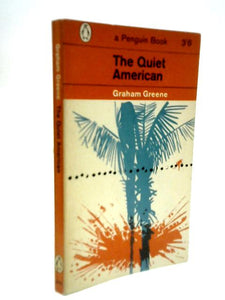 a Penguin Book
3'6
The Quiet
American
Graham Greene
Graham Greene
The Quiet American